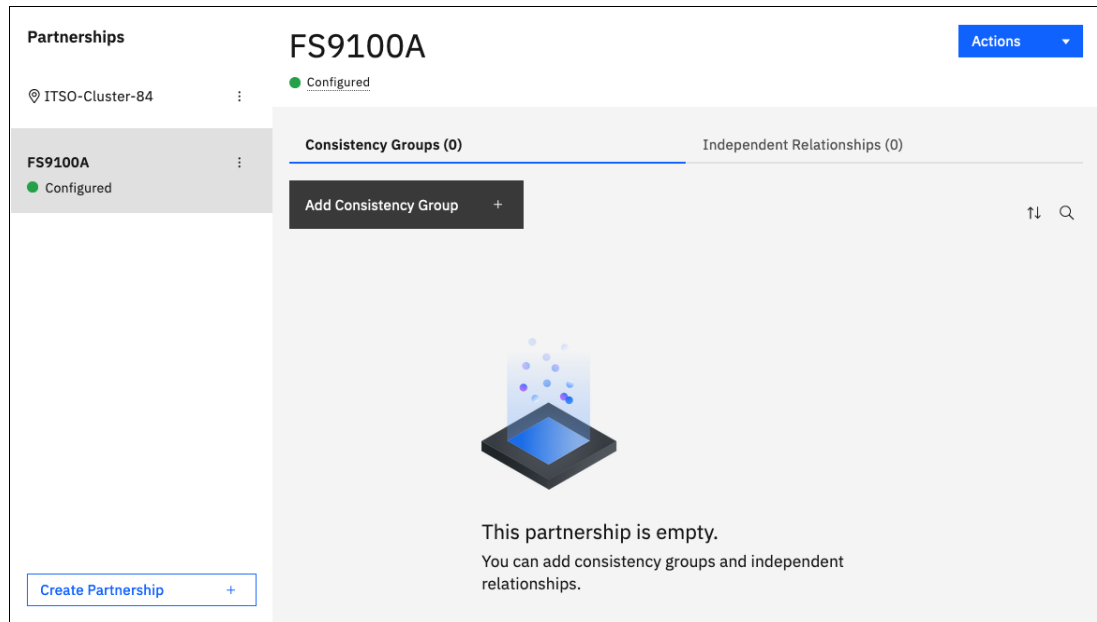 Partnerships
ITSO-Cluster-84
FS9100A
Configured
Create Partnership
FS9100A
Configured
Actions
Consistency Groups (0)
Independent Relationships (0)
Add Consistency Group
This partnership is empty.
You can add consistency groups and independent
relationships.